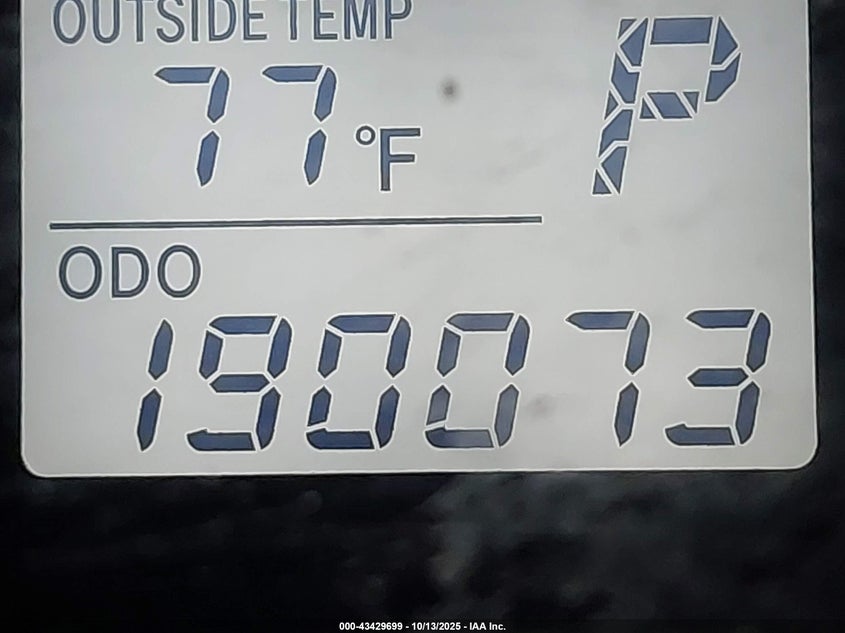 OUTSIDE TEMP
77°F P
ODO
190073
000-43429699 - 10/13/2025 - IAA Inc.